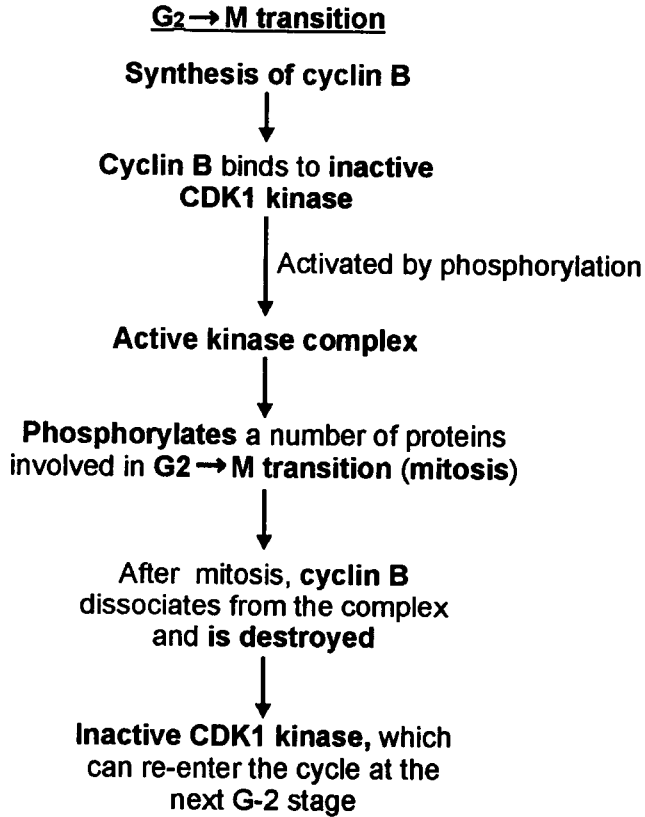 G2 → M transition
Synthesis of cyclin B
Cyclin B binds to inactive
CDK1 kinase
Activated by phosphorylation
Active kinase complex
Phosphorylates a number of proteins
involved in G2 → M transition (mitosis)
After mitosis, cyclin B
dissociates from the complex
and is destroyed
Inactive CDK1 kinase, which
can re-enter the cycle at the
next G-2 stage